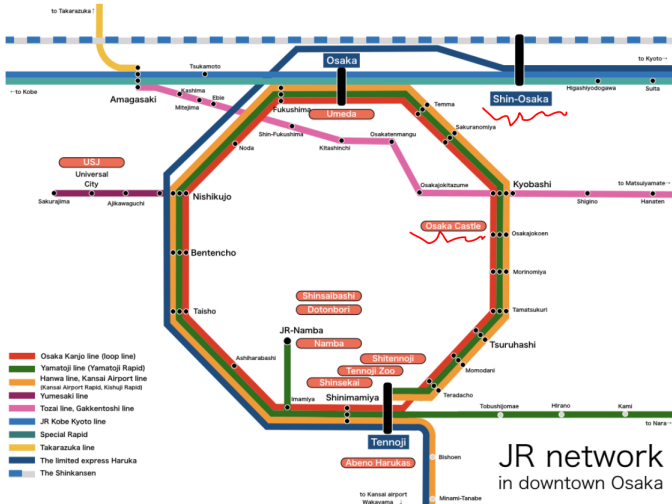 to Takarazuka↑
to Kyoto→
←to Kobe
Tsukamoto
Osaka
Shin-Osaka
Higashiyodogawa
Suita
Amagasaki
Kashima
Mitejima
Ebie
Fukushima
Umeda
Temma
Shin-Fukushima
Sakuranomiya
Noda
Kitashinchi
Osakatenmangu
USJ
Universal
City
Sakurajima
Ajikawaguchi
Nishikujo
Osakajokitazume
Kyobashi
to Matsuiyamate→
Shigino
Hanaten
Osaka Castle
Osakajokoen
Bentencho
Morinomiya
Shinsaibashi
Dotonbori
Taisho
Tamatsukuri
JR-Namba
Namba
Tsuruhashi
Shitennoji
Ashiharabashi
Tennoji Zoo
Momodani
Shinsekai
Teradacho
Imamiya
Shinimamiya
Tobushijomae
Hirano
Kami
to Nara→
Tennoji
Abeno Harukas
Bishoen
to Kansai airport
Wakayama ↓
Minami-Tanabe
Osaka Kanjo line (loop line)
Yamatoji line (Yamatoji Rapid)
Hanwa line, Kansai Airport line
(Kansai Airport Rapid, Kishuji Rapid)
Yumesaki line
Tozai line, Gakkentoshi line
JR Kobe Kyoto line
Special Rapid
Takarazuka line
The limited express Haruka
The Shinkansen
JR network
in downtown Osaka